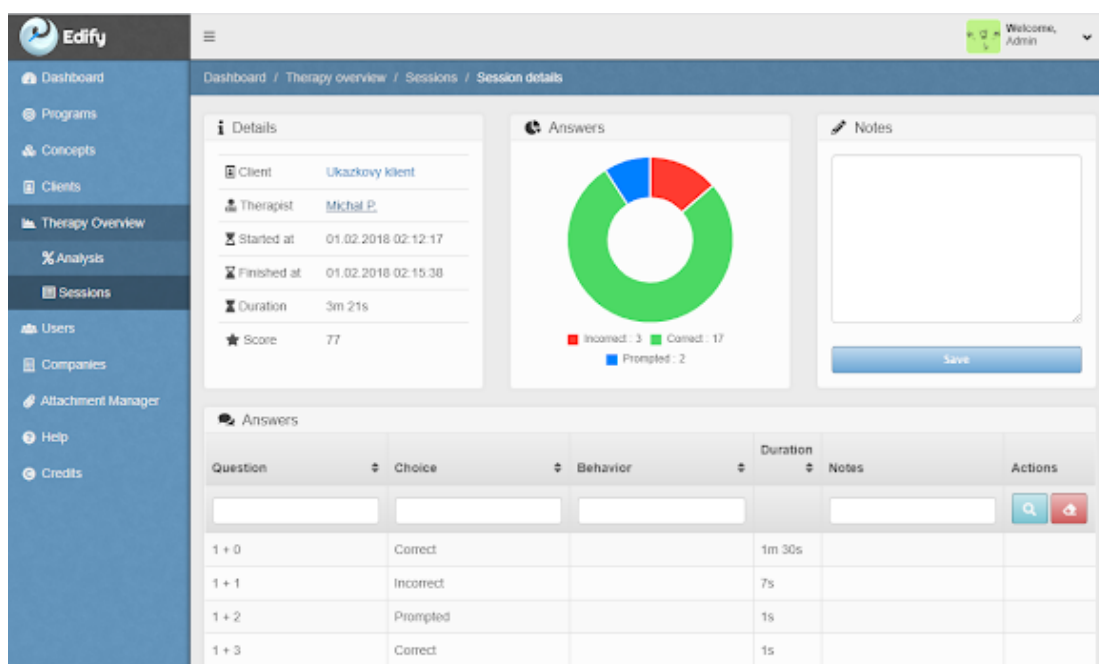 Edify
Welcome,
Admin
Dashboard
Programs
Concepts
Clients
Therapy Overview
Analysis
Sessions
Users
Companies
Attachment Manager
Help
Credits
Dashboard / Therapy overview / Sessions / Session details
Details
Client Ukazkovy klient
Therapist Michal P.
Started at 01.02.2018 02:12:17
Finished at 01.02.2018 02:15:38
Duration 3m 21s
Score 77
Answers
Incorrect : 3 Correct : 17
Prompted : 2
Notes
Save
Answers
Question Choice Behavior Duration Notes Actions
1 + 0 Correct 1m 30s
1 + 1 Incorrect 7s
1 + 2 Prompted 1s
1 + 3 Correct 1s